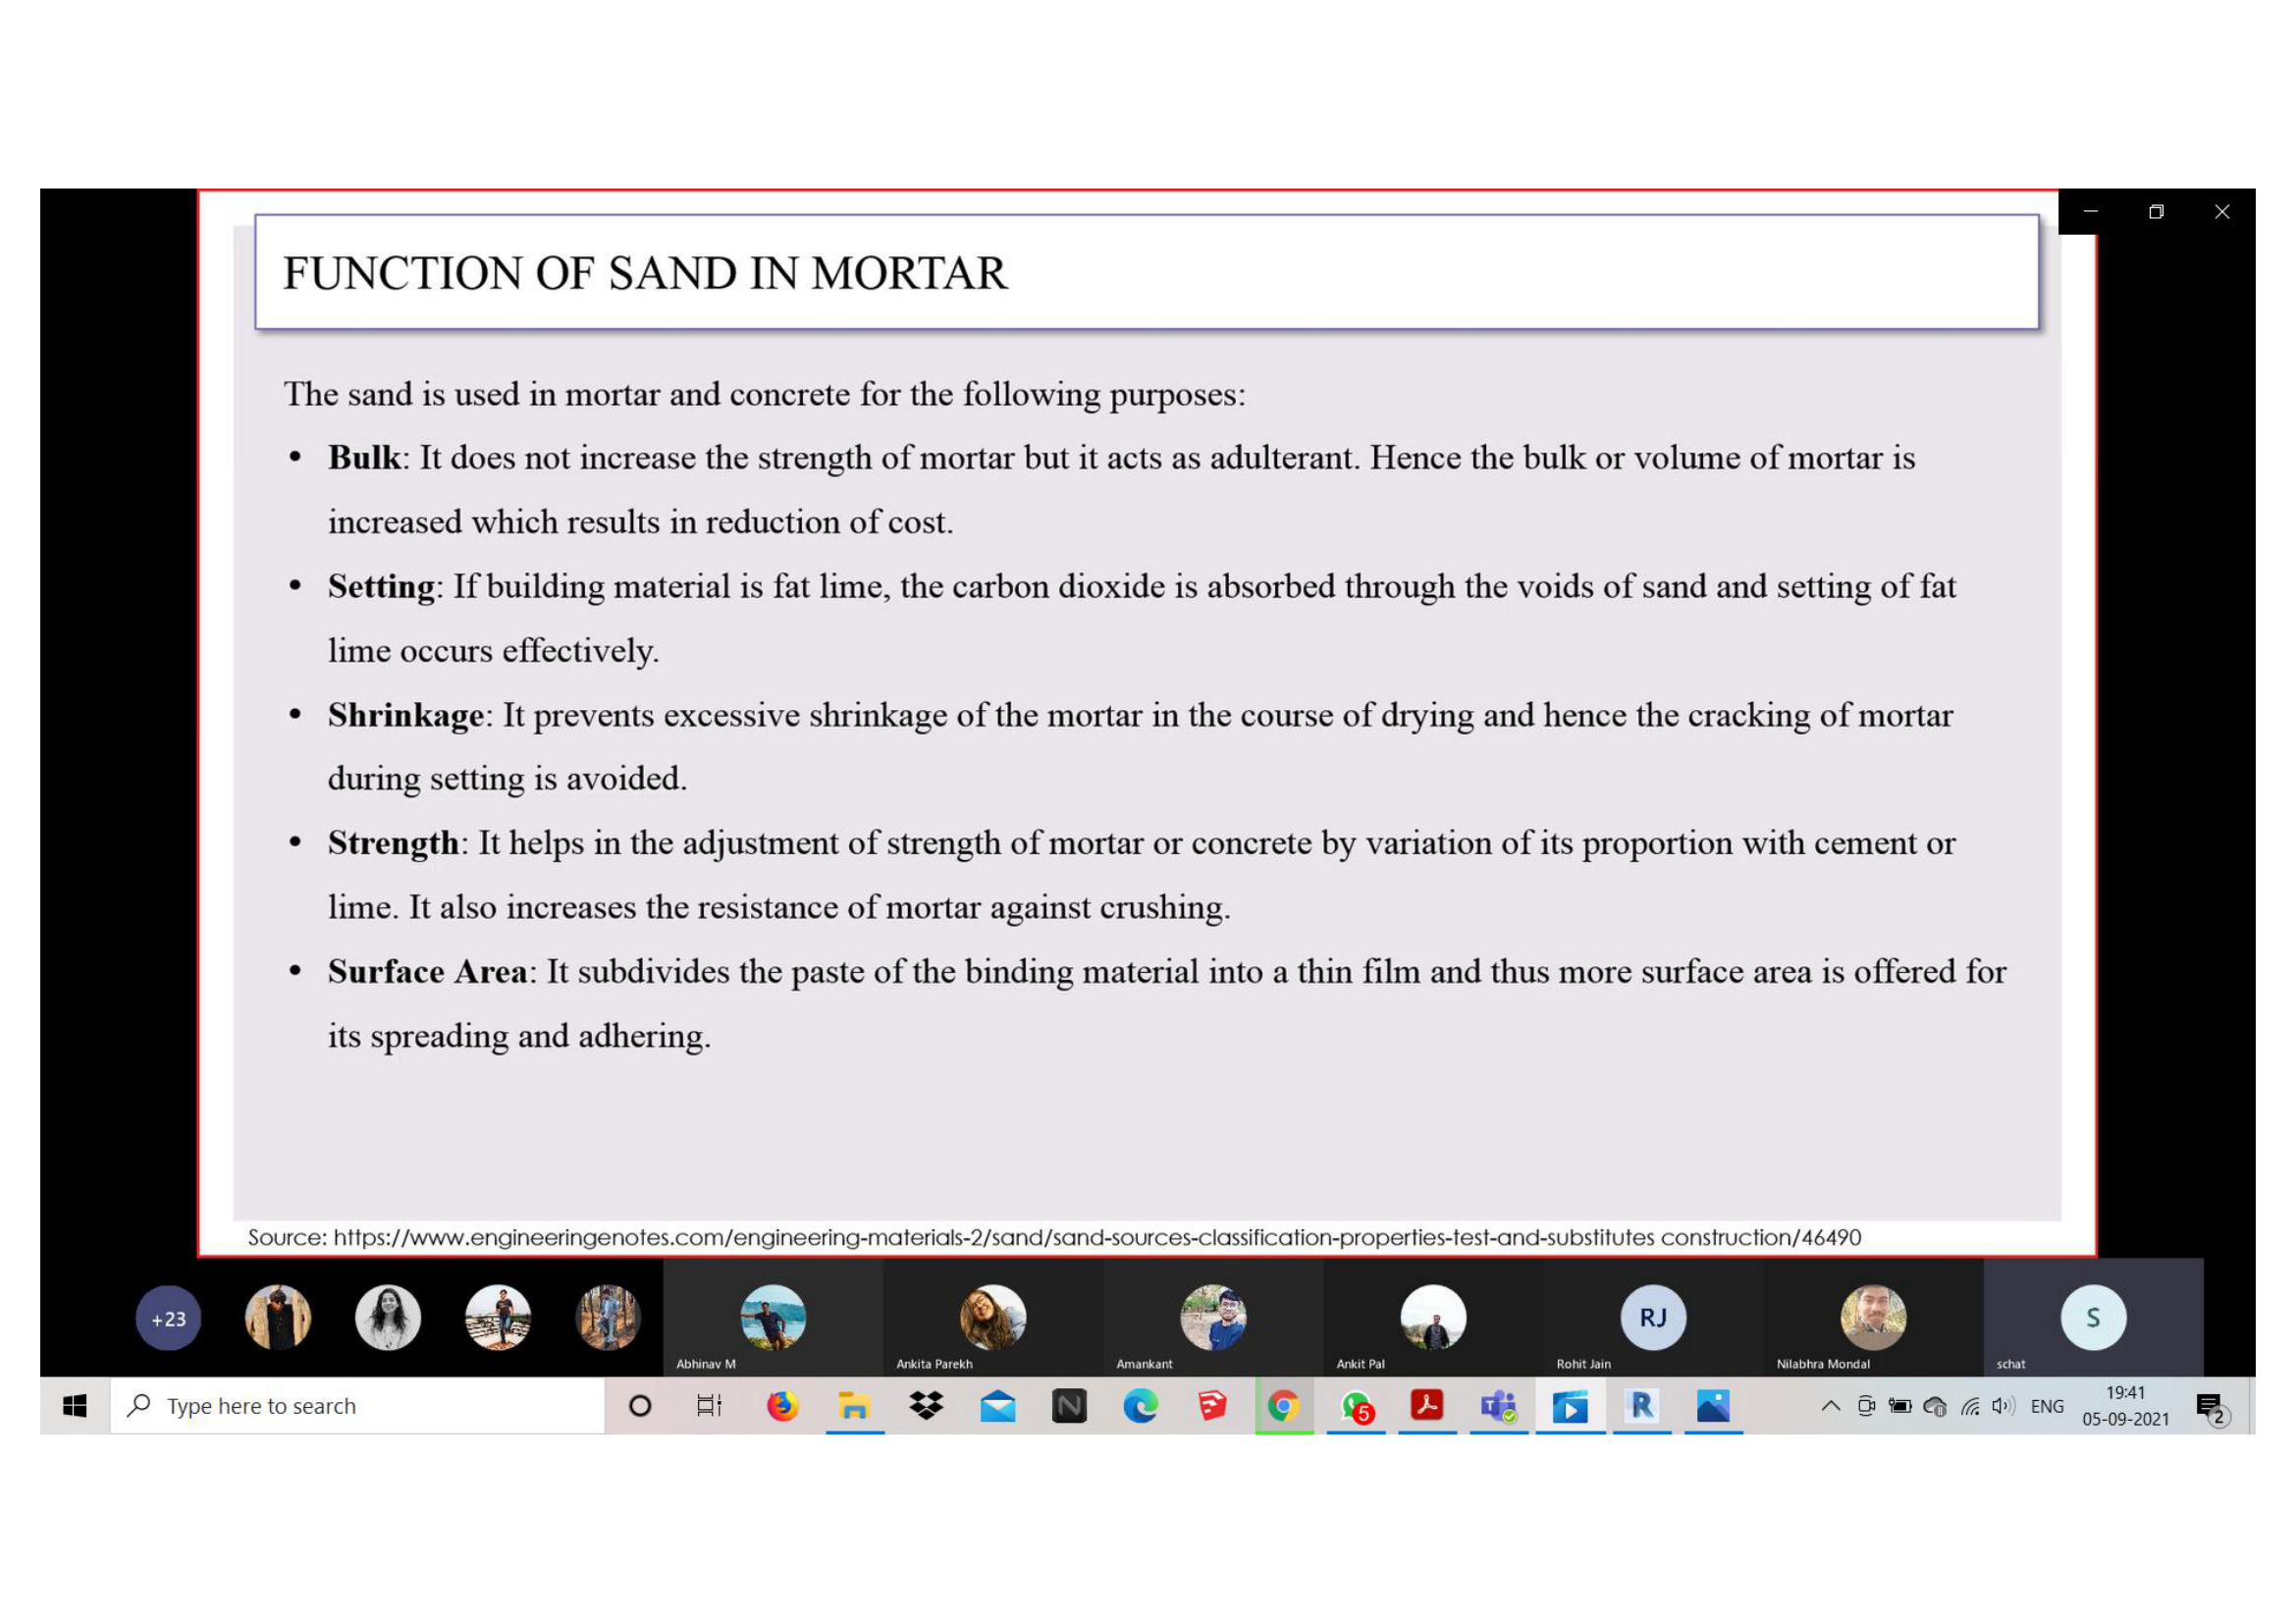 FUNCTION OF SAND IN MORTAR
The sand is used in mortar and concrete for the following purposes:
• Bulk: It does not increase the strength of mortar but it acts as adulterant. Hence the bulk or volume of mortar is
increased which results in reduction of cost.
• Setting: If building material is fat lime, the carbon dioxide is absorbed through the voids of sand and setting of fat
lime occurs effectively.
• Shrinkage: It prevents excessive shrinkage of the mortar in the course of drying and hence the cracking of mortar
during setting is avoided.
• Strength: It helps in the adjustment of strength of mortar or concrete by variation of its proportion with cement or
lime. It also increases the resistance of mortar against crushing.
• Surface Area: It subdivides the paste of the binding material into a thin film and thus more surface area is offered for
its spreading and adhering.
Source: https://www.engineeringenotes.com/engineering-materials-2/sand/sand-sources-classification-properties-test-and-substitutes construction/46490
+23
RJ
S
Abhinav M
Ankita Parekh
Amankant
Ankit Pal
Rohit Jain
Nilabhra Mondal
schat
Type here to search
N
5
T
R
ENG
19:41
05-09-2021
2